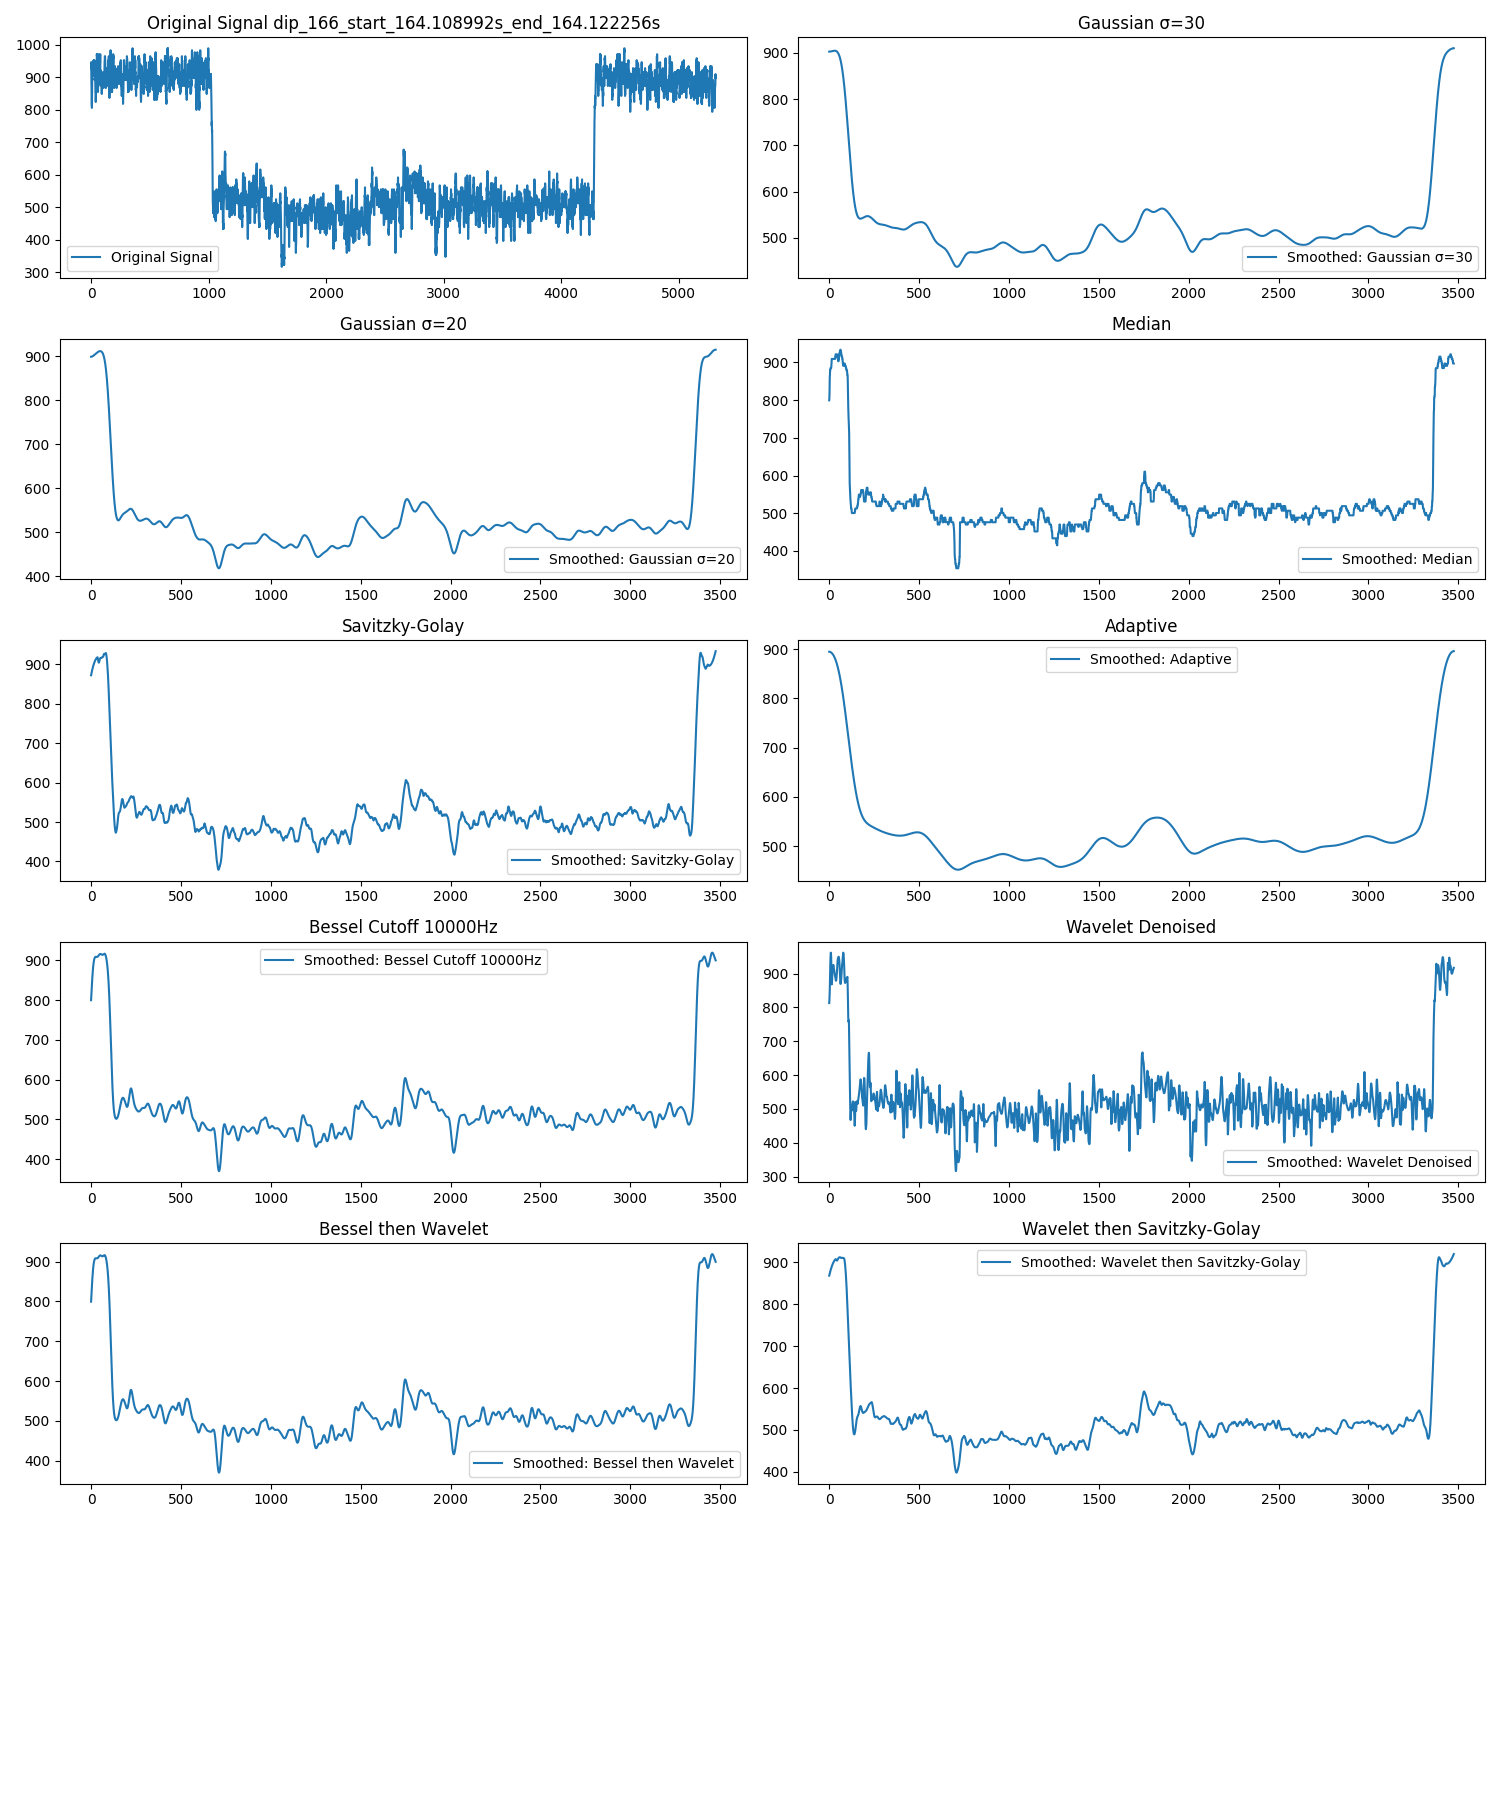 Original Signal dip_166_start_164.108992s_end_164.122256s
1000
900
800
700
600
500
400
300
Original Signal
0 1000 2000 3000 4000 5000
Gaussian σ=30
900
800
700
600
500
Smoothed: Gaussian σ=30
0 500 1000 1500 2000 2500 3000 3500
Gaussian σ=20
900
800
700
600
500
400
Smoothed: Gaussian σ=20
0 500 1000 1500 2000 2500 3000 3500
Median
900
800
700
600
500
400
Smoothed: Median
0 500 1000 1500 2000 2500 3000 3500
Savitzky-Golay
900
800
700
600
500
400
Smoothed: Savitzky-Golay
0 500 1000 1500 2000 2500 3000 3500
Adaptive
Smoothed: Adaptive
900
800
700
600
500
0 500 1000 1500 2000 2500 3000 3500
Bessel Cutoff 10000Hz
Smoothed: Bessel Cutoff 10000Hz
900
800
700
600
500
400
0 500 1000 1500 2000 2500 3000 3500
Wavelet Denoised
900
800
700
600
500
400
300
Smoothed: Wavelet Denoised
0 500 1000 1500 2000 2500 3000 3500
Bessel then Wavelet
900
800
700
600
500
400
Smoothed: Bessel then Wavelet
0 500 1000 1500 2000 2500 3000 3500
Wavelet then Savitzky-Golay
Smoothed: Wavelet then Savitzky-Golay
900
800
700
600
500
400
0 500 1000 1500 2000 2500 3000 3500